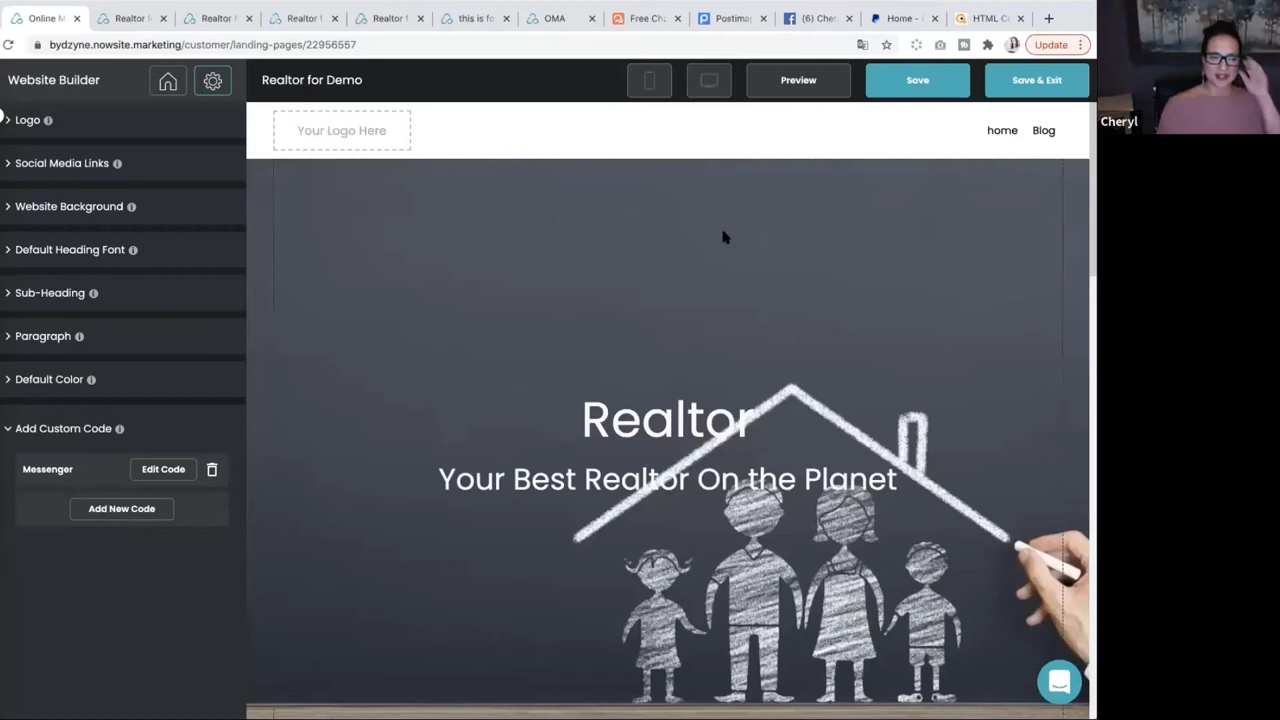 Online M
Realtor f
Realtor F
Realtor f
Realtor f
this is fo
OMA
Free Ch
Postimag
(6) Cher
Home -
HTML C
bydzyne.nowsite.marketing/customer/landing-pages/22956557
Update
Website Builder
Realtor for Demo
Preview
Save
Save & Exit
Cheryl
Logo
Your Logo Here
home
Blog
Social Media Links
Website Background
Default Heading Font
Sub-Heading
Paragraph
Default Color
Realtor
Add Custom Code
Messenger
Edit Code
Your Best Realtor On the Planet
Add New Code